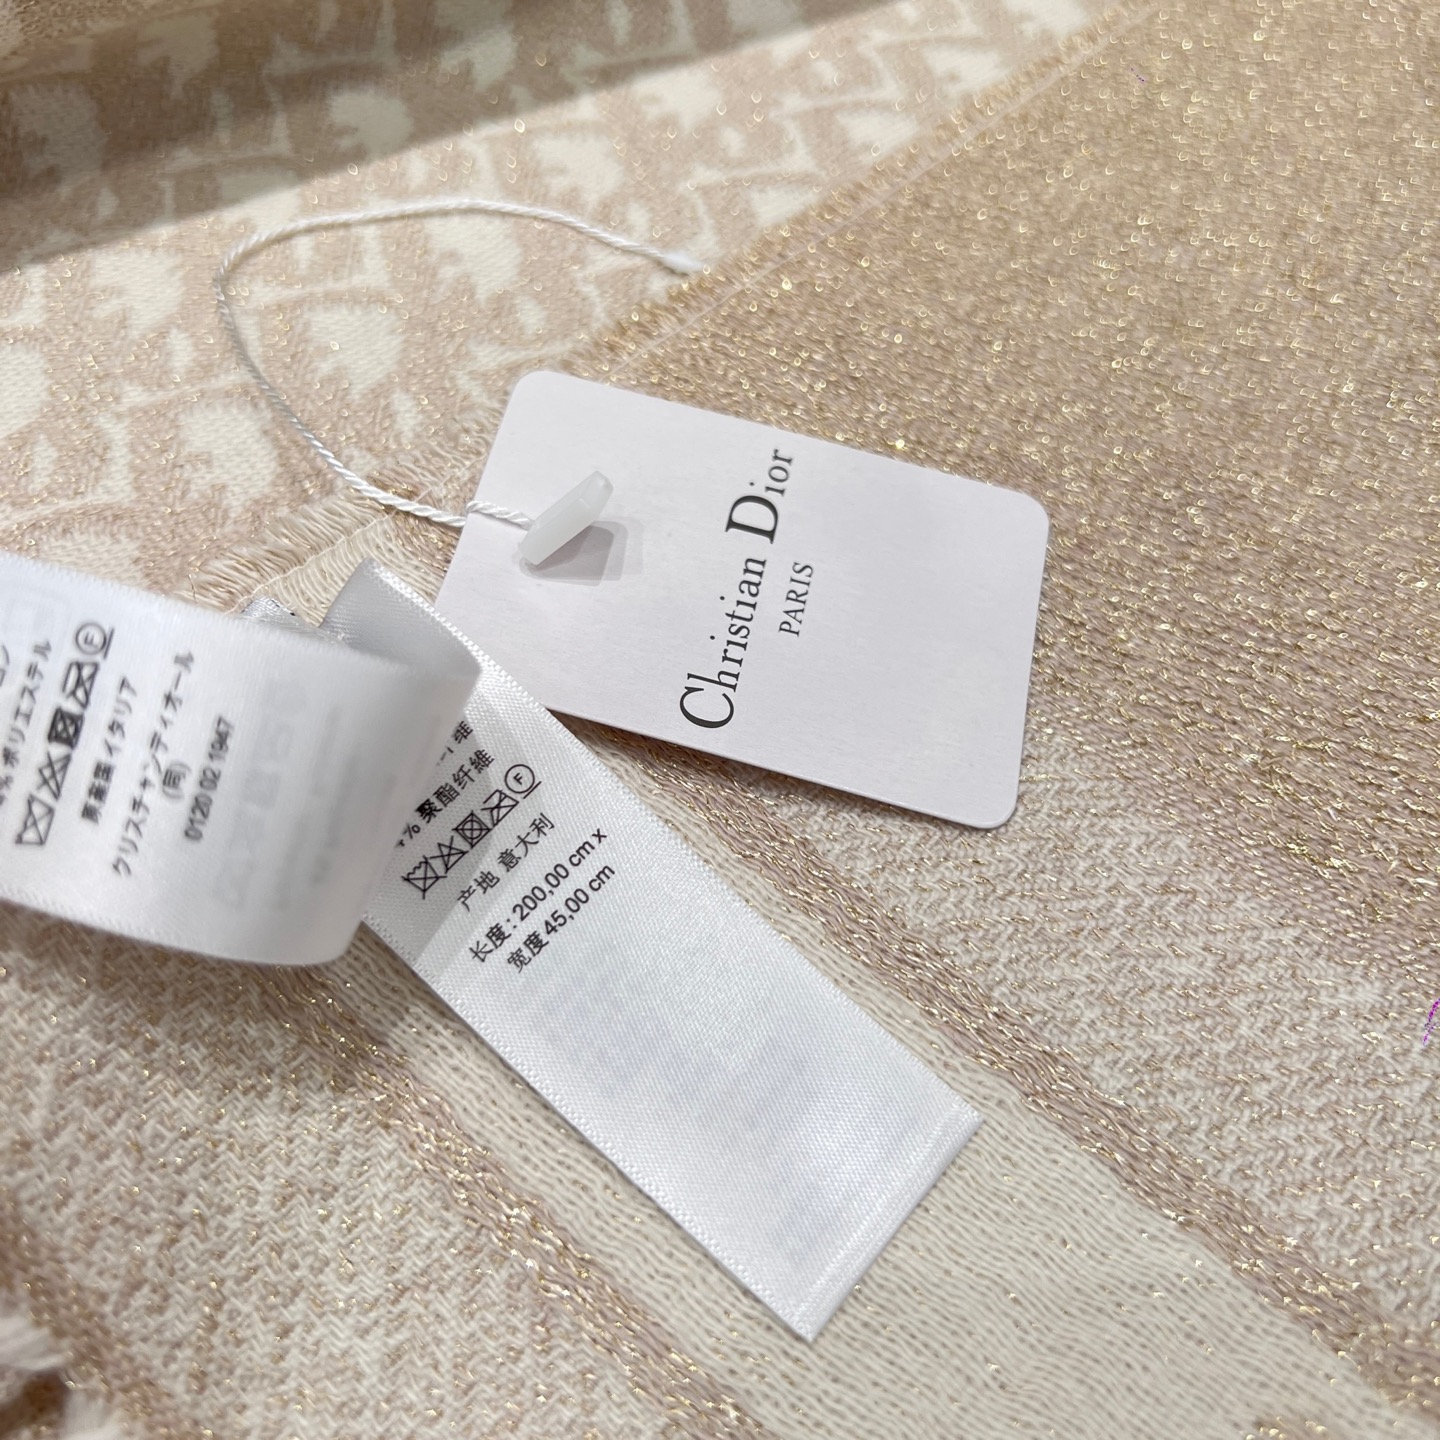 Christian Dior
PARIS
% ポリエステル
原産国 イタリア
クリスチャンディオール
(同)
0120 02 1947
维
% 聚酯纤維
F
产地 意大利
长度: 200,00 cm x
宽度 45,00 cm